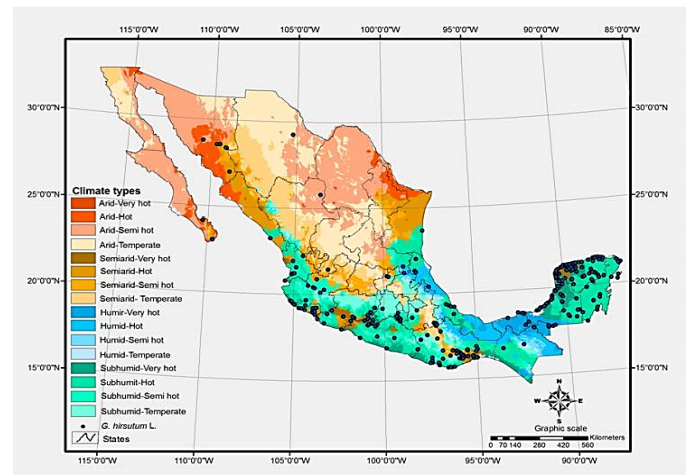 115°0'0"W 110°0'0"W 105°0'0"W 100°0'0"W 95°0'0"W 90°0'0"W 85°0'0"W
30°0'0"N 30°0'0"N
25°0'0"N 25°0'0"N
Climate types
Arid-Very hot
Arid-Hot
Arid-Semi hot
Arid-Temperate
Semiarid-Very hot
Semiarid-Hot
Semiarid-Semi hot
Semiarid- Temperate
Humir-Very hot
Humid-Hot
Humid-Semi hot
Humid-Temperate
Subhumid-Very hot
Subhumit-Hot
Subhumid-Semi hot
Subhumid-Temperate
G. hirsutum L.
States
20°0'0"N 20°0'0"N
15°0'0"N 15°0'0"N
N
W E
S
Graphic scale
0 70 140 280 420 560 Kilometers
115°0'0"W 110°0'0"W 105°0'0"W 100°0'0"W 95°0'0"W 90°0'0"W